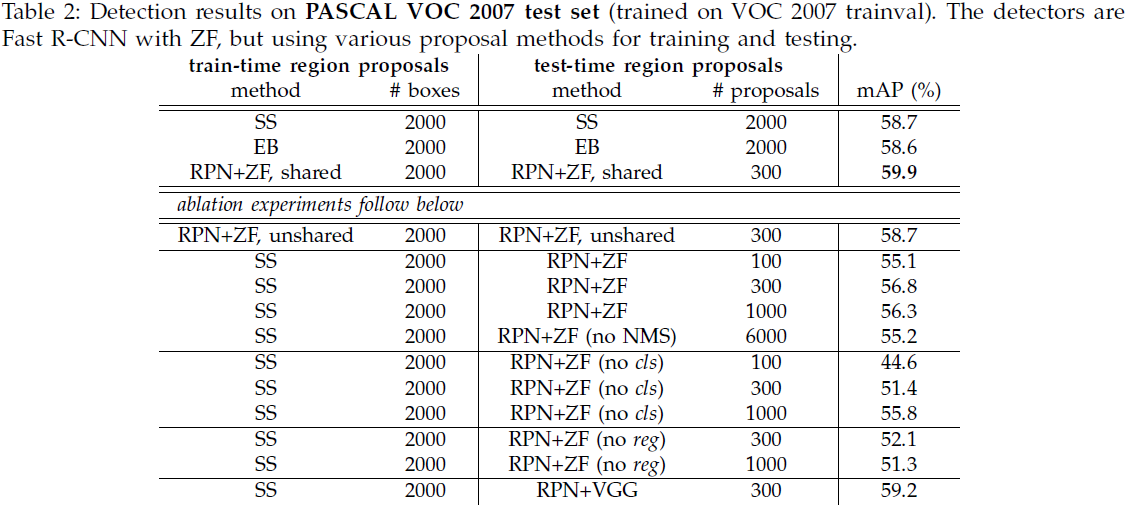 Table 2: Detection results on PASCAL VOC 2007 test set (trained on VOC 2007 trainval). The detectors are
Fast R-CNN with ZF, but using various proposal methods for training and testing.
train-time region proposals test-time region proposals
method # boxes method # proposals mAP (%)
SS 2000 SS 2000 58.7
EB 2000 EB 2000 58.6
RPN+ZF, shared 2000 RPN+ZF, shared 300 59.9
ablation experiments follow below
RPN+ZF, unshared 2000 RPN+ZF, unshared 300 58.7
SS 2000 RPN+ZF 100 55.1
SS 2000 RPN+ZF 300 56.8
SS 2000 RPN+ZF 1000 56.3
SS 2000 RPN+ZF (no NMS) 6000 55.2
SS 2000 RPN+ZF (no cls) 100 44.6
SS 2000 RPN+ZF (no cls) 300 51.4
SS 2000 RPN+ZF (no cls) 1000 55.8
SS 2000 RPN+ZF (no reg) 300 52.1
SS 2000 RPN+ZF (no reg) 1000 51.3
SS 2000 RPN+VGG 300 59.2